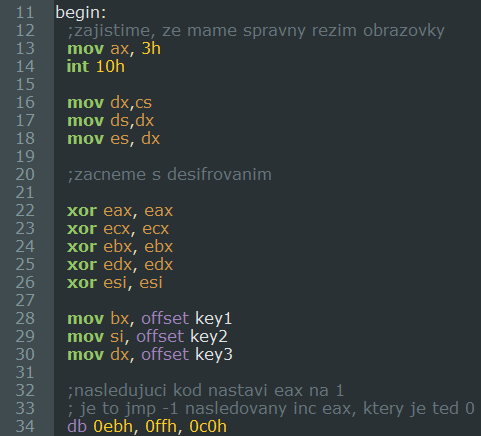 11 begin:
12 ;zajistime, ze mame spravny rezim obrazovky
13 mov ax, 3h
14 int 10h
15
16 mov dx,cs
17 mov ds,dx
18 mov es, dx
19
20 ;zacneme s desifrovanim
21
22 xor eax, eax
23 xor ecx, ecx
24 xor ebx, ebx
25 xor edx, edx
26 xor esi, esi
27
28 mov bx, offset key1
29 mov si, offset key2
30 mov dx, offset key3
31
32 ;nasledujuci kod nastavi eax na 1
33 ; je to jmp -1 nasledovany inc eax, ktery je ted 0
34 db 0ebh, 0ffh, 0c0h